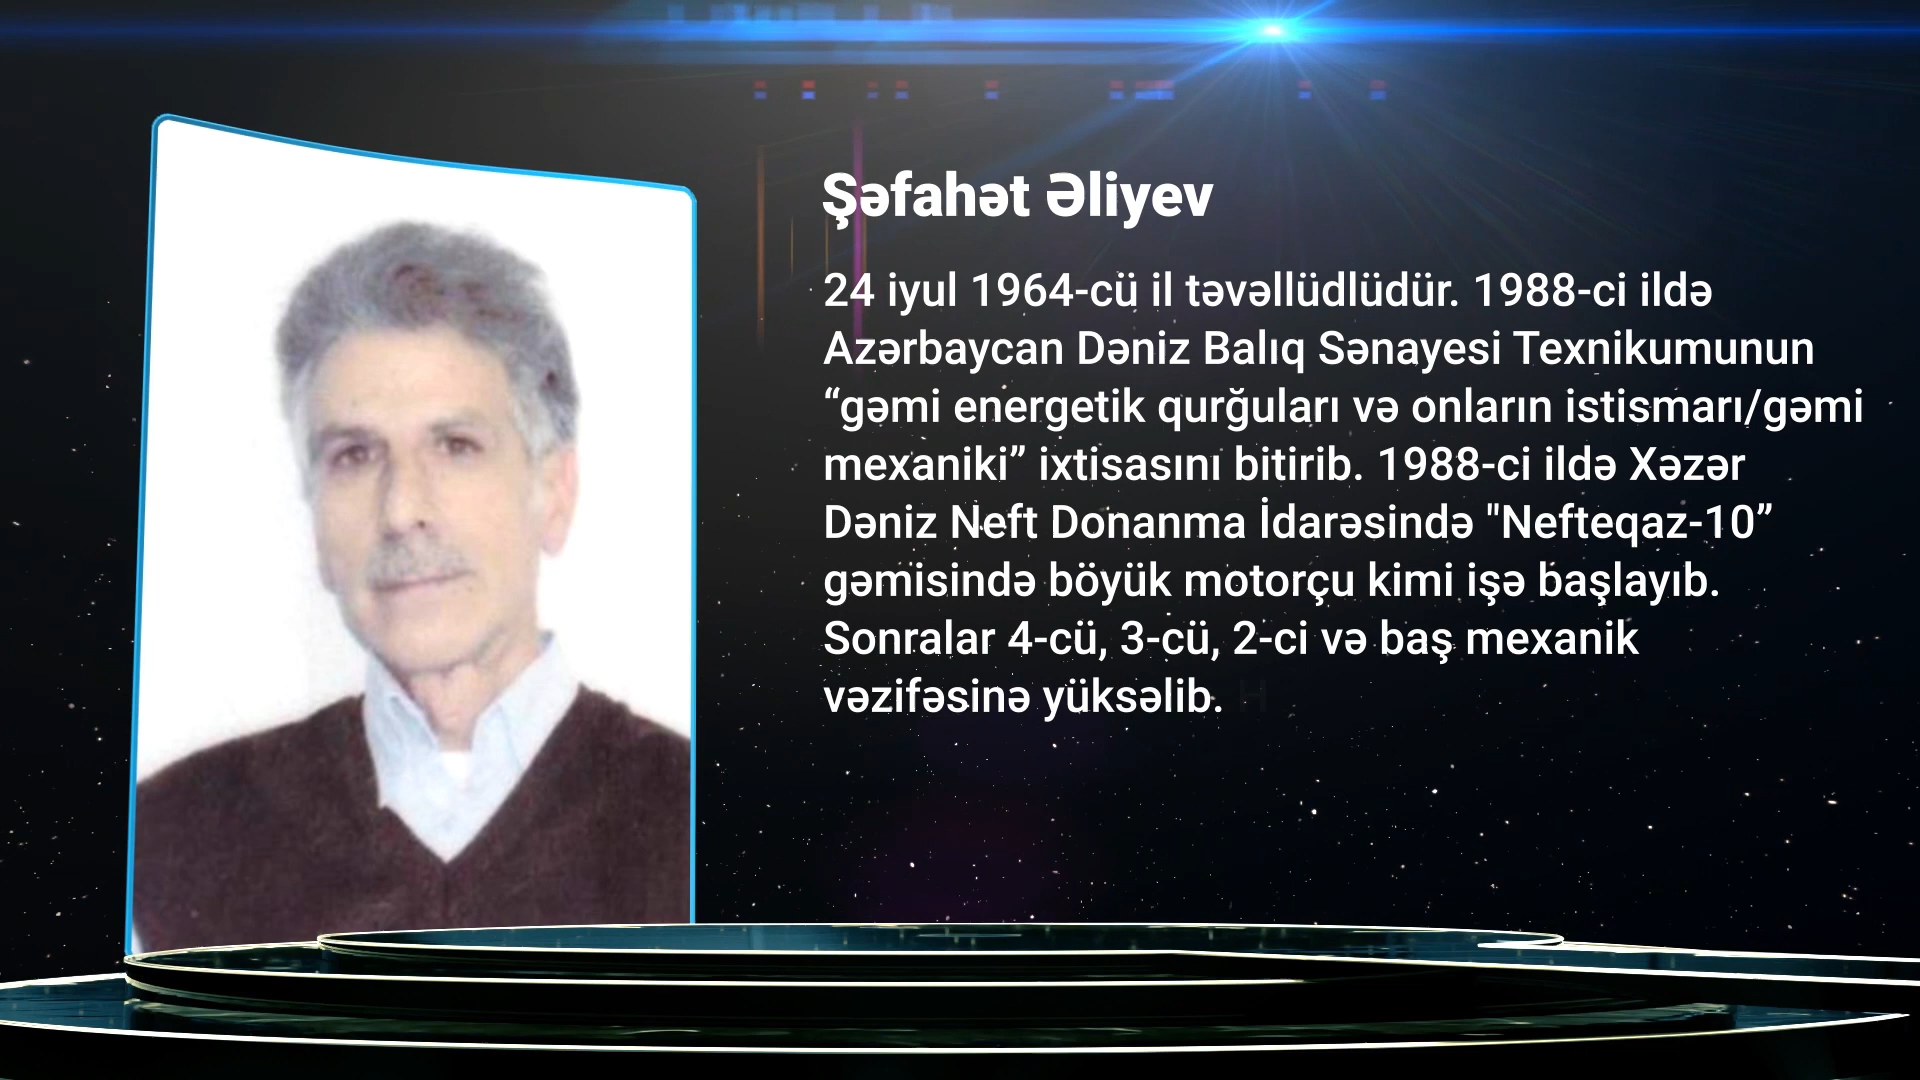 Şəfahət Əliyev
24 iyul 1964-cü il təvəllüdlüdür. 1988-ci ildə
Azərbaycan Dəniz Balıq Sənayesi Texnikumunun
“gəmi energetik qurğuları və onların istismarı/gəmi
mexaniki” ixtisasını bitirib. 1988-ci ildə Xəzər
Dəniz Neft Donanma İdarəsində "Nefteqaz-10”
gəmisində böyük motorçu kimi işə başlayıb.
Sonralar 4-cü, 3-cü, 2-ci və baş mexanik
vəzifəsinə yüksəlib.